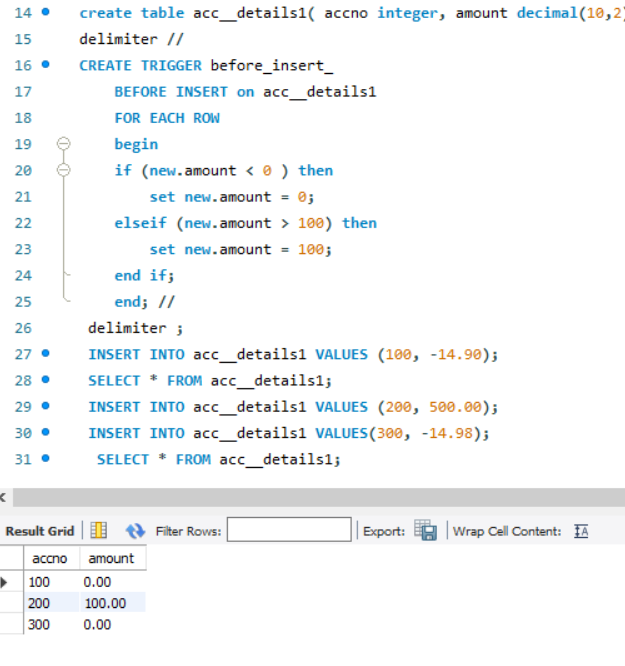 14 create table acc__details1( accno integer, amount decimal(10,2)
15 delimiter //
16 CREATE TRIGGER before_insert_
17 BEFORE INSERT on acc__details1
18 FOR EACH ROW
19 begin
20 if (new.amount < 0 ) then
21 set new.amount = 0;
22 elseif (new.amount > 100) then
23 set new.amount = 100;
24 end if;
25 end; //
26 delimiter ;
27 INSERT INTO acc__details1 VALUES (100, -14.90);
28 SELECT * FROM acc__details1;
29 INSERT INTO acc__details1 VALUES (200, 500.00);
30 INSERT INTO acc__details1 VALUES(300, -14.98);
31 SELECT * FROM acc__details1;
Result Grid Filter Rows: Export: Wrap Cell Content:
accno amount
100 0.00
200 100.00
300 0.00